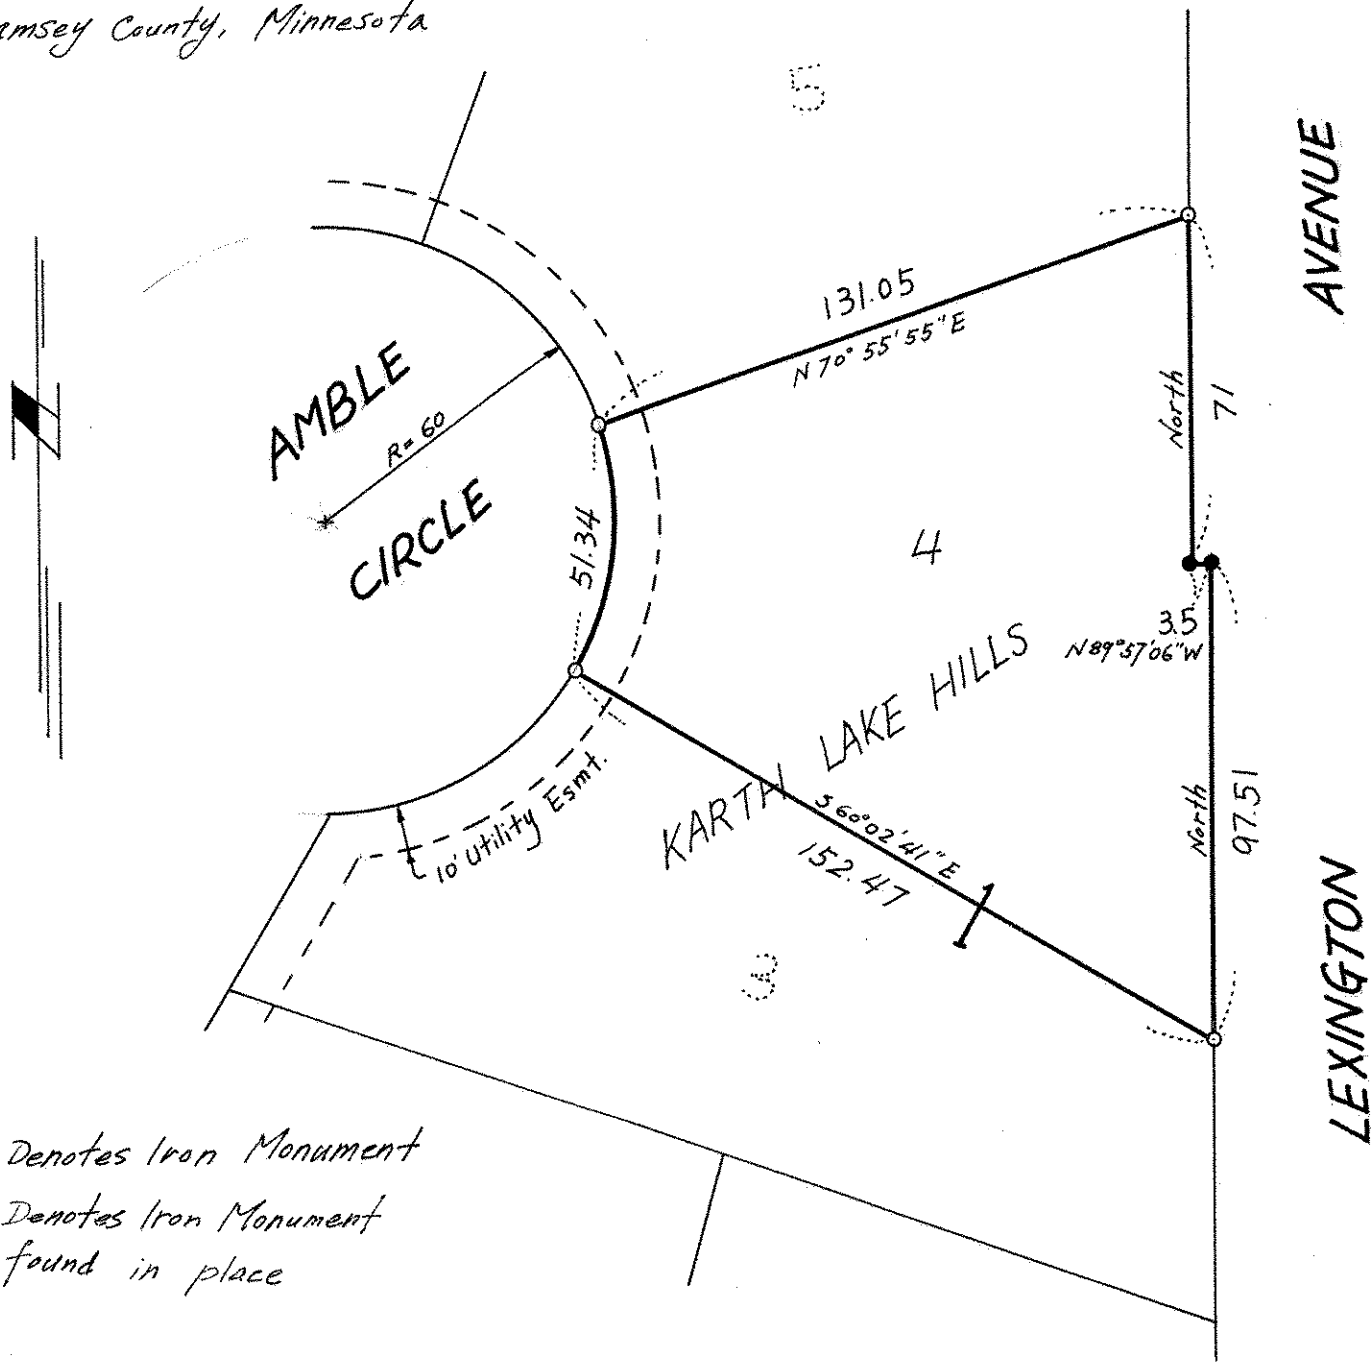 amsey County, Minnesota
5
AVENUE
131.05
N 70° 55' 55" E
AMBLE
R= 60
CIRCLE
North
71
51.34
4
3.5
N 89° 57' 06" W
KARTH LAKE HILLS
S 60° 02' 41" E
152.47
10' Utility Esmt.
North
97.51
3
LEXINGTON
Denotes Iron Monument
Denotes Iron Monument
found in place